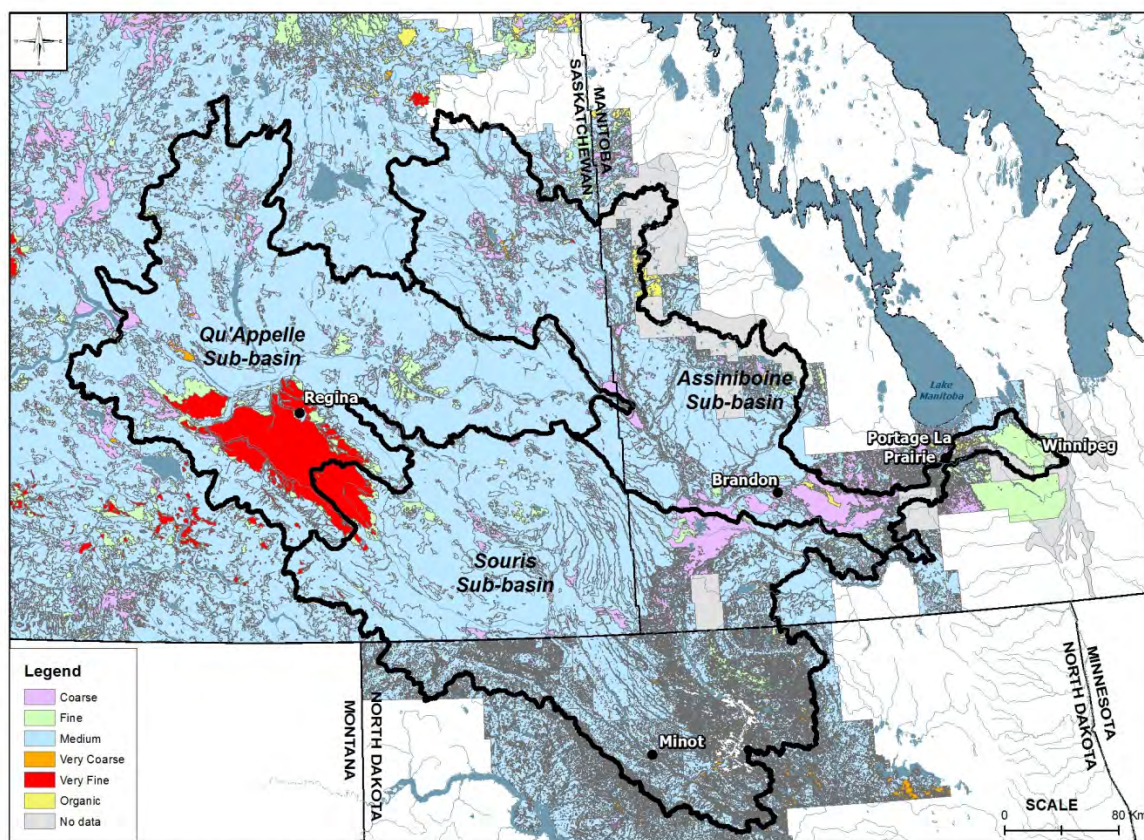 N
W
E
S
SASKATCHEWAN
MANITOBA
Qu'Appelle
Sub-basin
Regina
Assiniboine
Sub-basin
Lake
Manitoba
Portage La
Prairie
Winnipeg
Brandon
Souris
Sub-basin
Legend
Coarse
Fine
Medium
Very Coarse
Very Fine
Organic
No data
MONTANA
NORTH DAKOTA
Minot
MINNESOTA
NORTH DAKOTA
SCALE
0
80